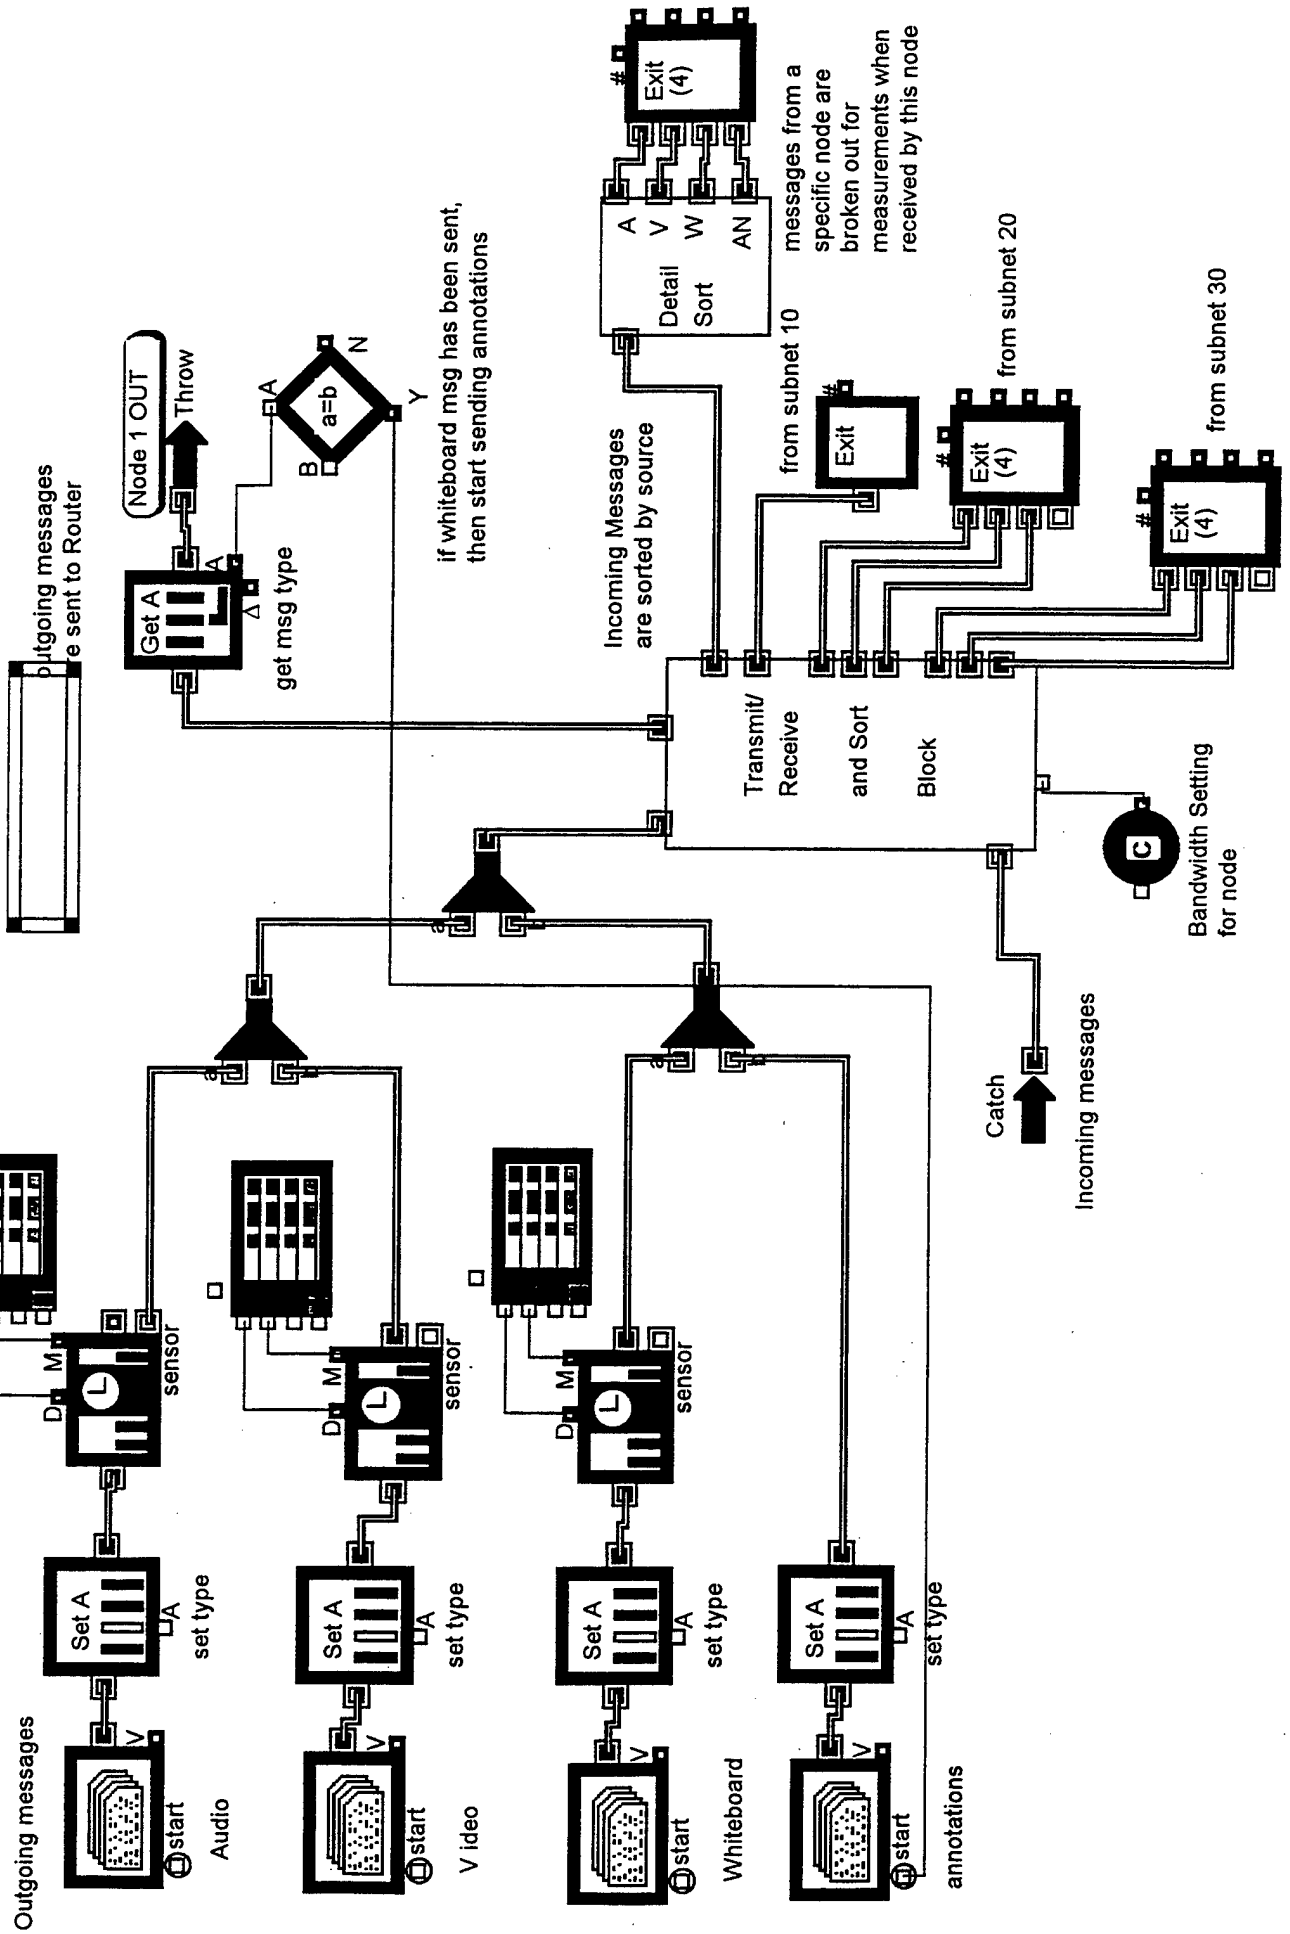 Outgoing messages
start
V
Audio
Set A
A
set type
D
M
sensor
start
V
Video
Set A
A
set type
D
M
sensor
start
V
Whiteboard
Set A
A
set type
D
M
sensor
start
V
annotations
Set A
A
set type
a
b
a
b
a
b
outgoing messages
e sent to Router
Node 1 OUT
Throw
Get A
A
Δ
get msg type
A
B
a=b
N
Y
if whiteboard msg has been sent,
then start sending annotations
Catch
Incoming messages
Transmit/
Receive
and Sort
Block
C
Bandwidth Setting
for node
Incoming Messages
are sorted by source
Detail
Sort
A
V
W
AN
#
Exit
(4)
messages from a
specific node are
broken out for
measurements when
received by this node
from subnet 10
#
Exit
from subnet 20
#
Exit
(4)
from subnet 30
#
Exit
(4)